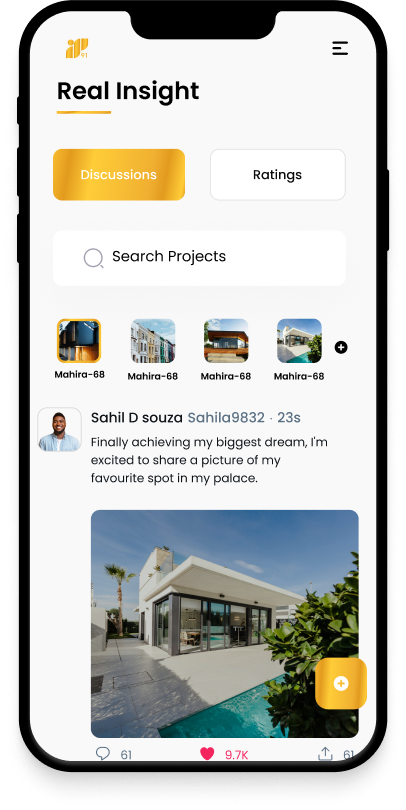 91
Real Insight
Discussions
Ratings
Search Projects
Mahira-68
Mahira-68
Mahira-68
Mahira-68
Sahil D souza Sahila9832 · 23s
Finally achieving my biggest dream, I'm
excited to share a picture of my
favourite spot in my palace.
61
9.7K
61